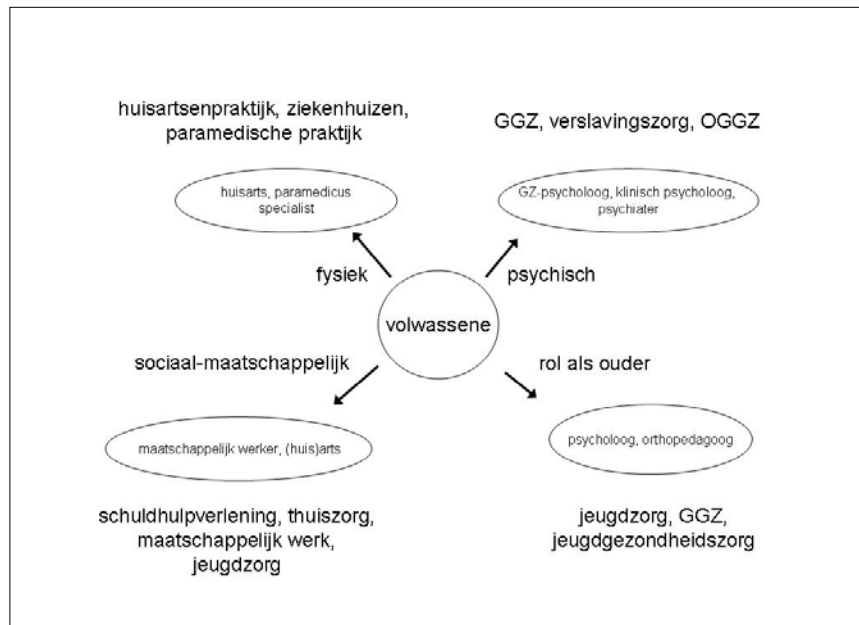 huisartsenpraktijk, ziekenhuizen,
paramedische praktijk
GGZ, verslavingszorg, OGGZ
huisarts, paramedicus
specialist
GZ-psycholoog, klinisch psycholoog,
psychiater
fysiek
psychisch
volwassene
sociaal-maatschappelijk
rol als ouder
maatschappelijk werker, (huis)arts
psycholoog, orthopedagoog
schuldhulpverlening, thuiszorg,
maatschappelijk werk,
jeugdzorg
jeugdzorg, GGZ,
jeugdgezondheidszorg